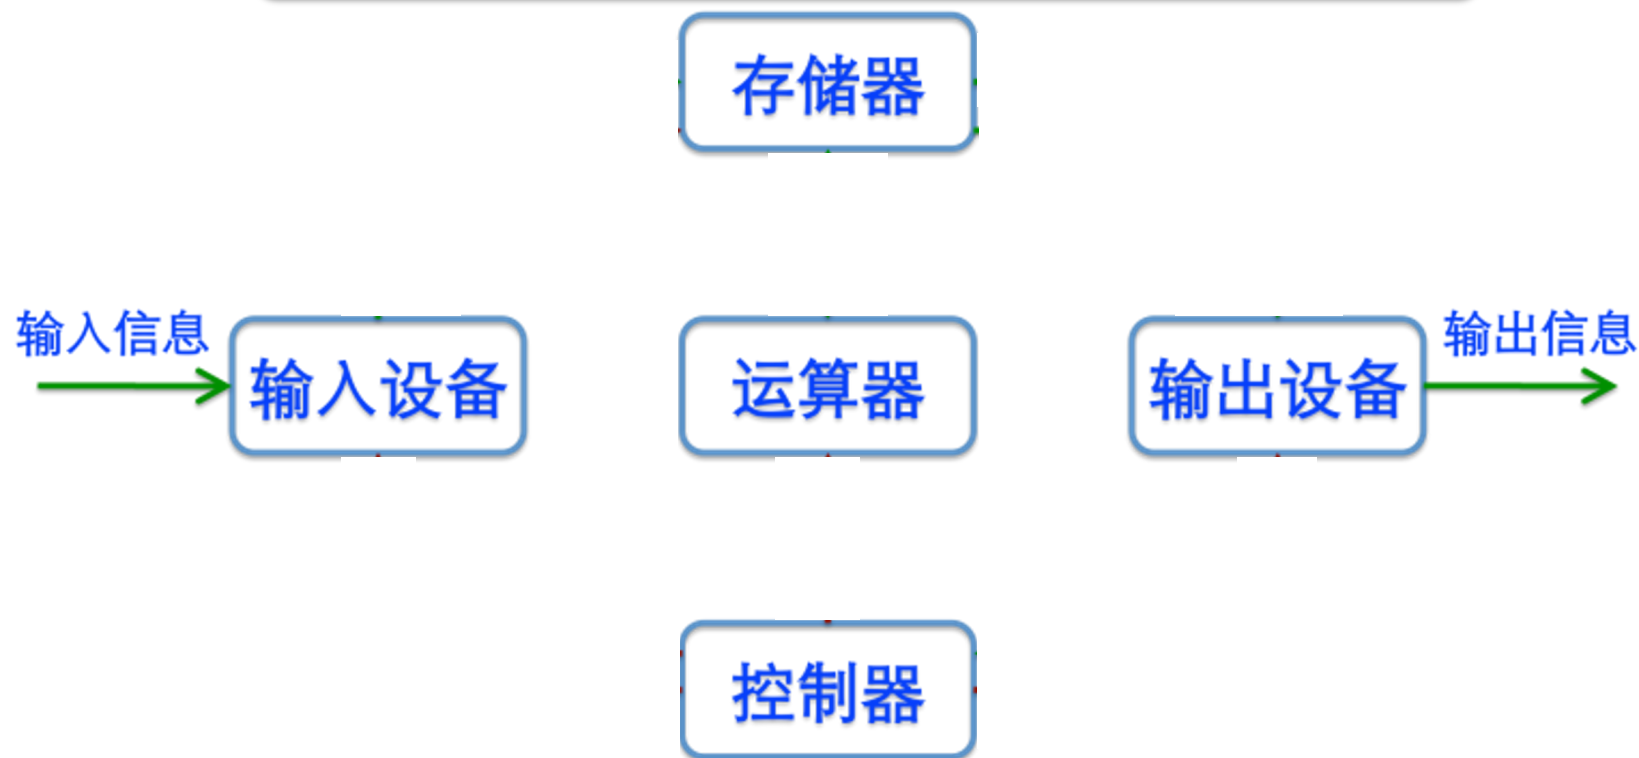 存储器
输入信息
输入设备
运算器
输出设备
输出信息
控制器